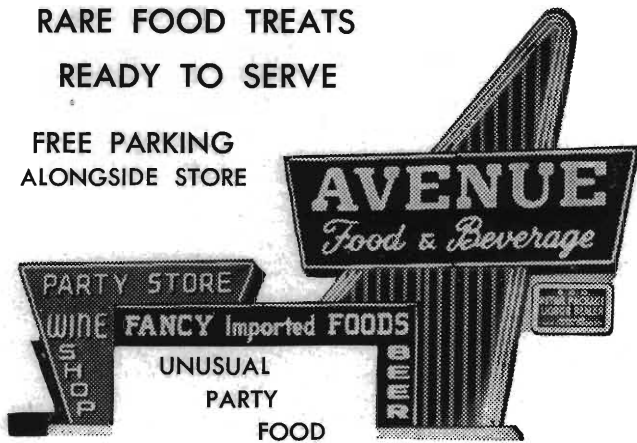 RARE FOOD TREATS
READY TO SERVE
FREE PARKING
ALONGSIDE STORE
AVENUE
Food & Beverage
PARTY STORE
WINE
SHOP
FANCY Imported FOODS
BEER
UNUSUAL
PARTY
FOOD